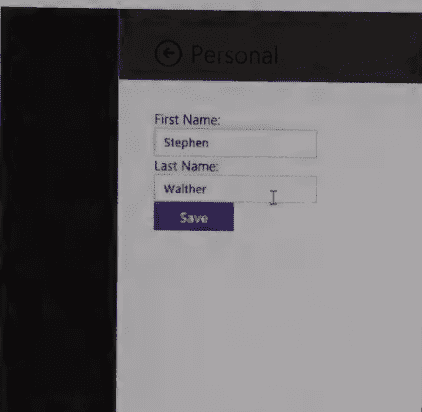 Personal
First Name:
Stephen
Last Name:
Walther
Save